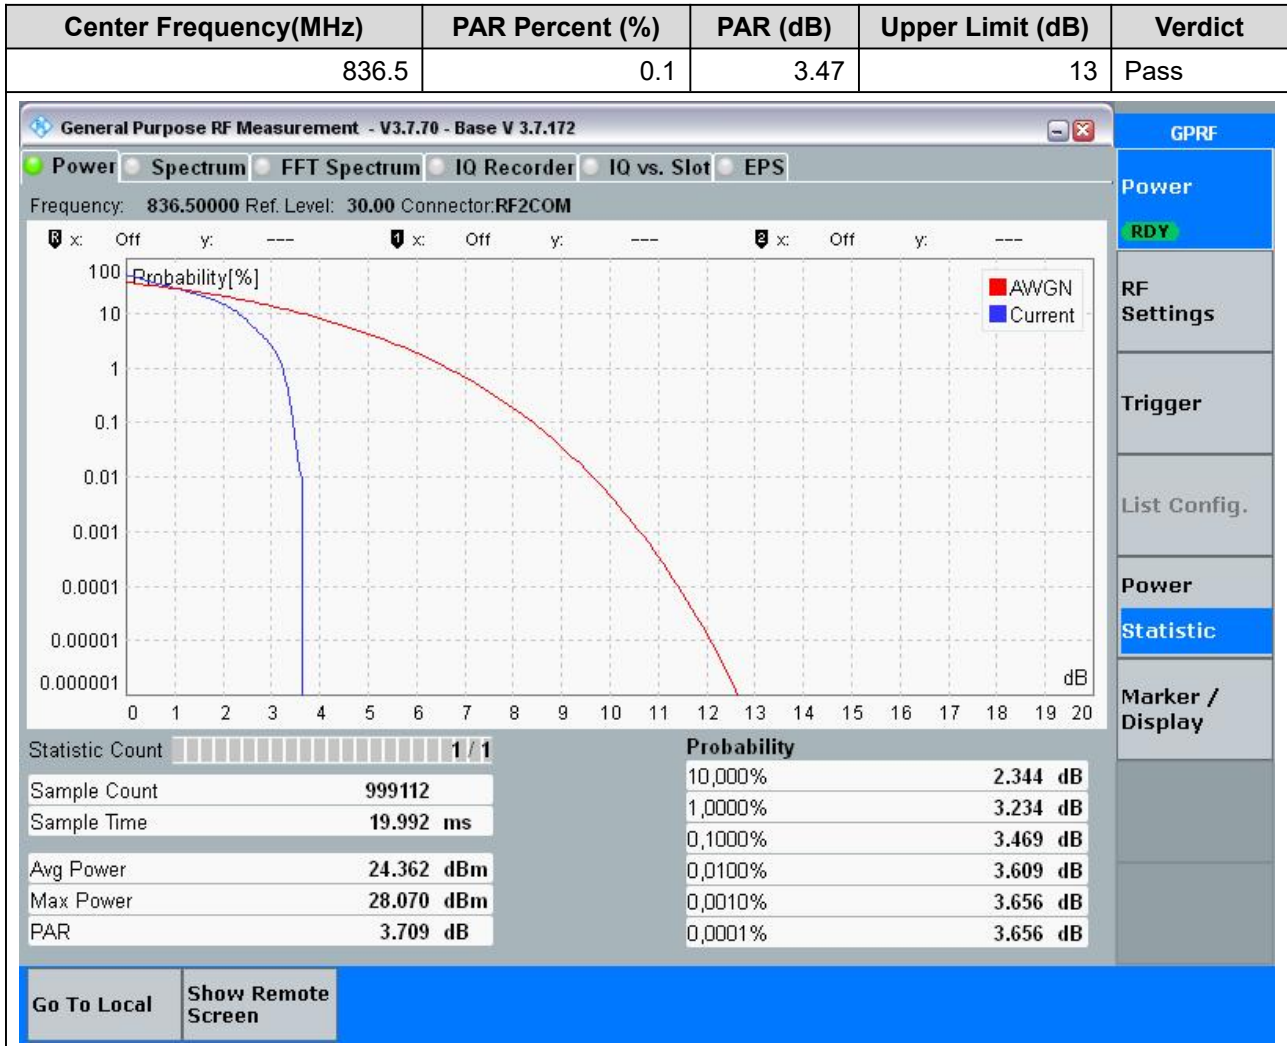 Center Frequency(MHz) PAR Percent (%) PAR (dB) Upper Limit (dB) Verdict
836.5 0.1 3.47 13 Pass
General Purpose RF Measurement - V3.7.70 - Base V 3.7.172
GPRF
Power Spectrum FFT Spectrum IQ Recorder IQ vs. Slot EPS
Frequency: 836.50000 Ref. Level: 30.00 Connector:RF2COM
R x: Off y: --- 1 x: Off y: --- 2 x: Off y: ---
Probability[%]
AWGN
Current
100
10
1
0.1
0.01
0.001
0.0001
0.00001
0.000001
dB
0 1 2 3 4 5 6 7 8 9 10 11 12 13 14 15 16 17 18 19 20
Statistic Count 1 / 1
Sample Count 999112
Sample Time 19.992 ms
Avg Power 24.362 dBm
Max Power 28.070 dBm
PAR 3.709 dB
Probability
10,000% 2.344 dB
1,0000% 3.234 dB
0,1000% 3.469 dB
0,0100% 3.609 dB
0,0010% 3.656 dB
0,0001% 3.656 dB
Power
RDY
RF
Settings
Trigger
List Config.
Power
Statistic
Marker /
Display
Go To Local
Show Remote
Screen